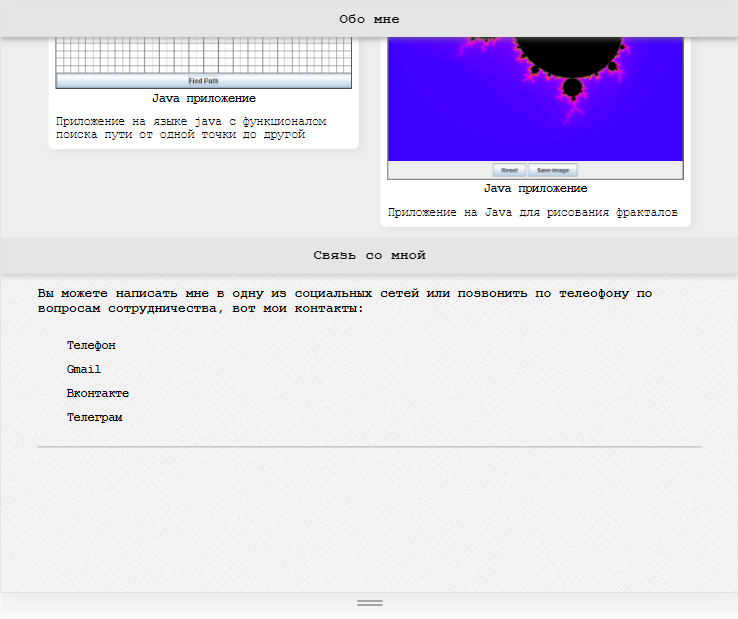 Обо мне
Find Path
Java приложение
Приложение на языке java с функционалом
поиска пути от одной точки до другой
Reset
Save image
Java приложение
Приложение на Java для рисования фракталов
Связь со мной
Вы можете написать мне в одну из социальных сетей или позвонить по телеофону по
вопросам сотрудничества, вот мои контакты:
Телефон
Gmail
Вконтакте
Телеграм